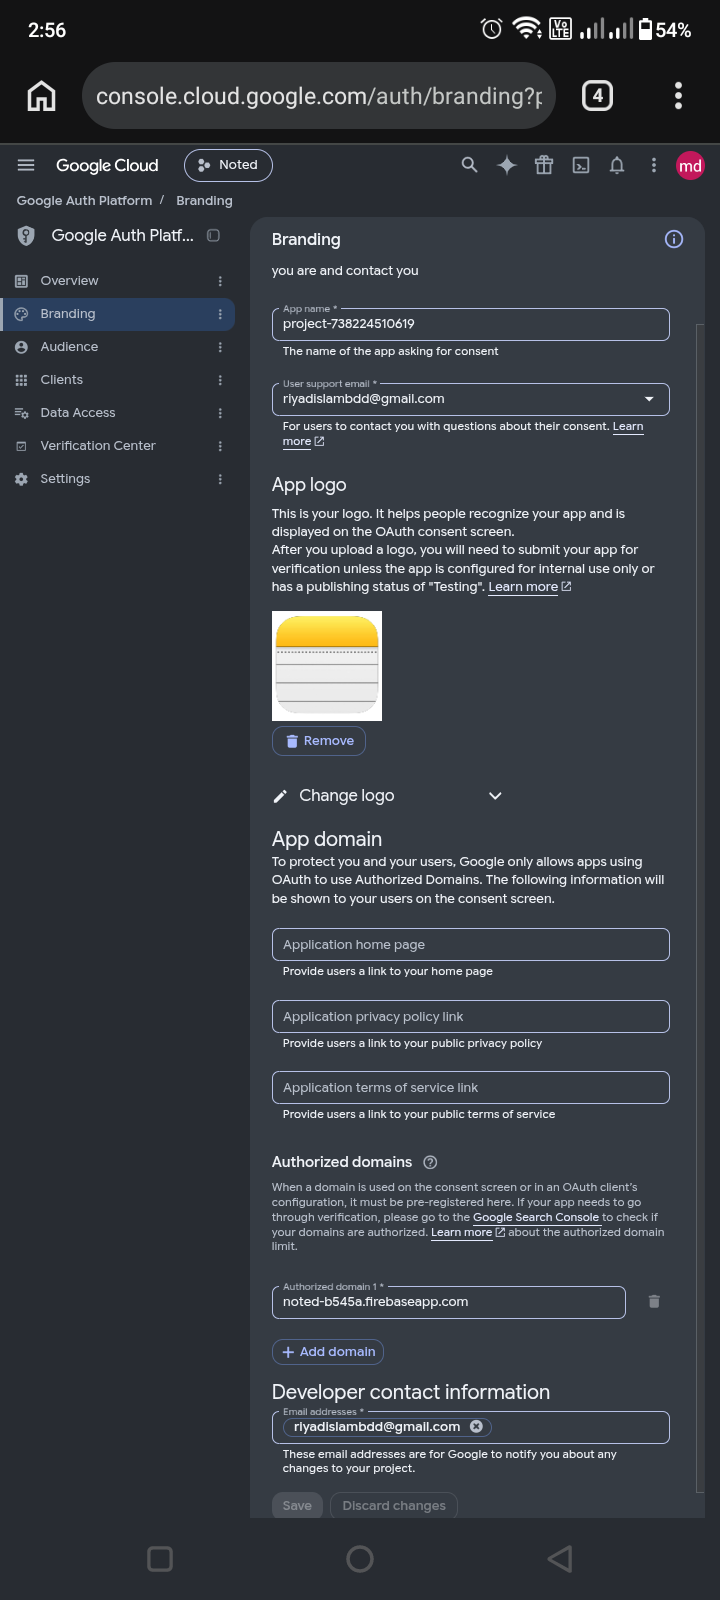 2:56
Vo LTE
54%
console.cloud.google.com/auth/branding?p
4
Google Cloud
Noted
md
Google Auth Platform / Branding
Google Auth Platf...
Overview
Branding
Audience
Clients
Data Access
Verification Center
Settings
Branding
you are and contact you
App name *
project-738224510619
The name of the app asking for consent
User support email *
riyadislambdd@gmail.com
For users to contact you with questions about their consent. Learn
more
App logo
This is your logo. It helps people recognize your app and is
displayed on the OAuth consent screen.
After you upload a logo, you will need to submit your app for
verification unless the app is configured for internal use only or
has a publishing status of "Testing". Learn more
Remove
Change logo
App domain
To protect you and your users, Google only allows apps using
OAuth to use Authorized Domains. The following information will
be shown to your users on the consent screen.
Application home page
Provide users a link to your home page
Application privacy policy link
Provide users a link to your public privacy policy
Application terms of service link
Provide users a link to your public terms of service
Authorized domains
When a domain is used on the consent screen or in an OAuth client's
configuration, it must be pre-registered here. If your app needs to go
through verification, please go to the Google Search Console to check if
your domains are authorized. Learn more about the authorized domain
limit.
Authorized domain 1 *
noted-b545a.firebaseapp.com
Add domain
Developer contact information
Email addresses *
riyadislambdd@gmail.com
These email addresses are for Google to notify you about any
changes to your project.
Save
Discard changes